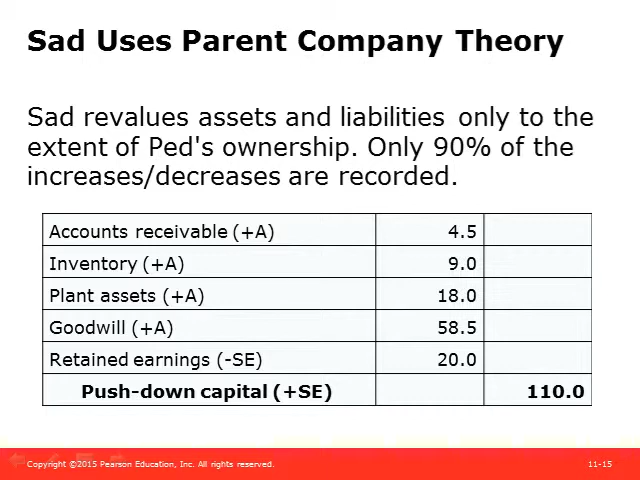 Sad Uses Parent Company Theory
Sad revalues assets and liabilities only to the
extent of Ped's ownership. Only 90% of the
increases/decreases are recorded.
Accounts receivable (+A) 4.5
Inventory (+A) 9.0
Plant assets (+A) 18.0
Goodwill (+A) 58.5
Retained earnings (-SE) 20.0
Push-down capital (+SE) 110.0
Copyright ©2015 Pearson Education, Inc. All rights reserved. 11-15